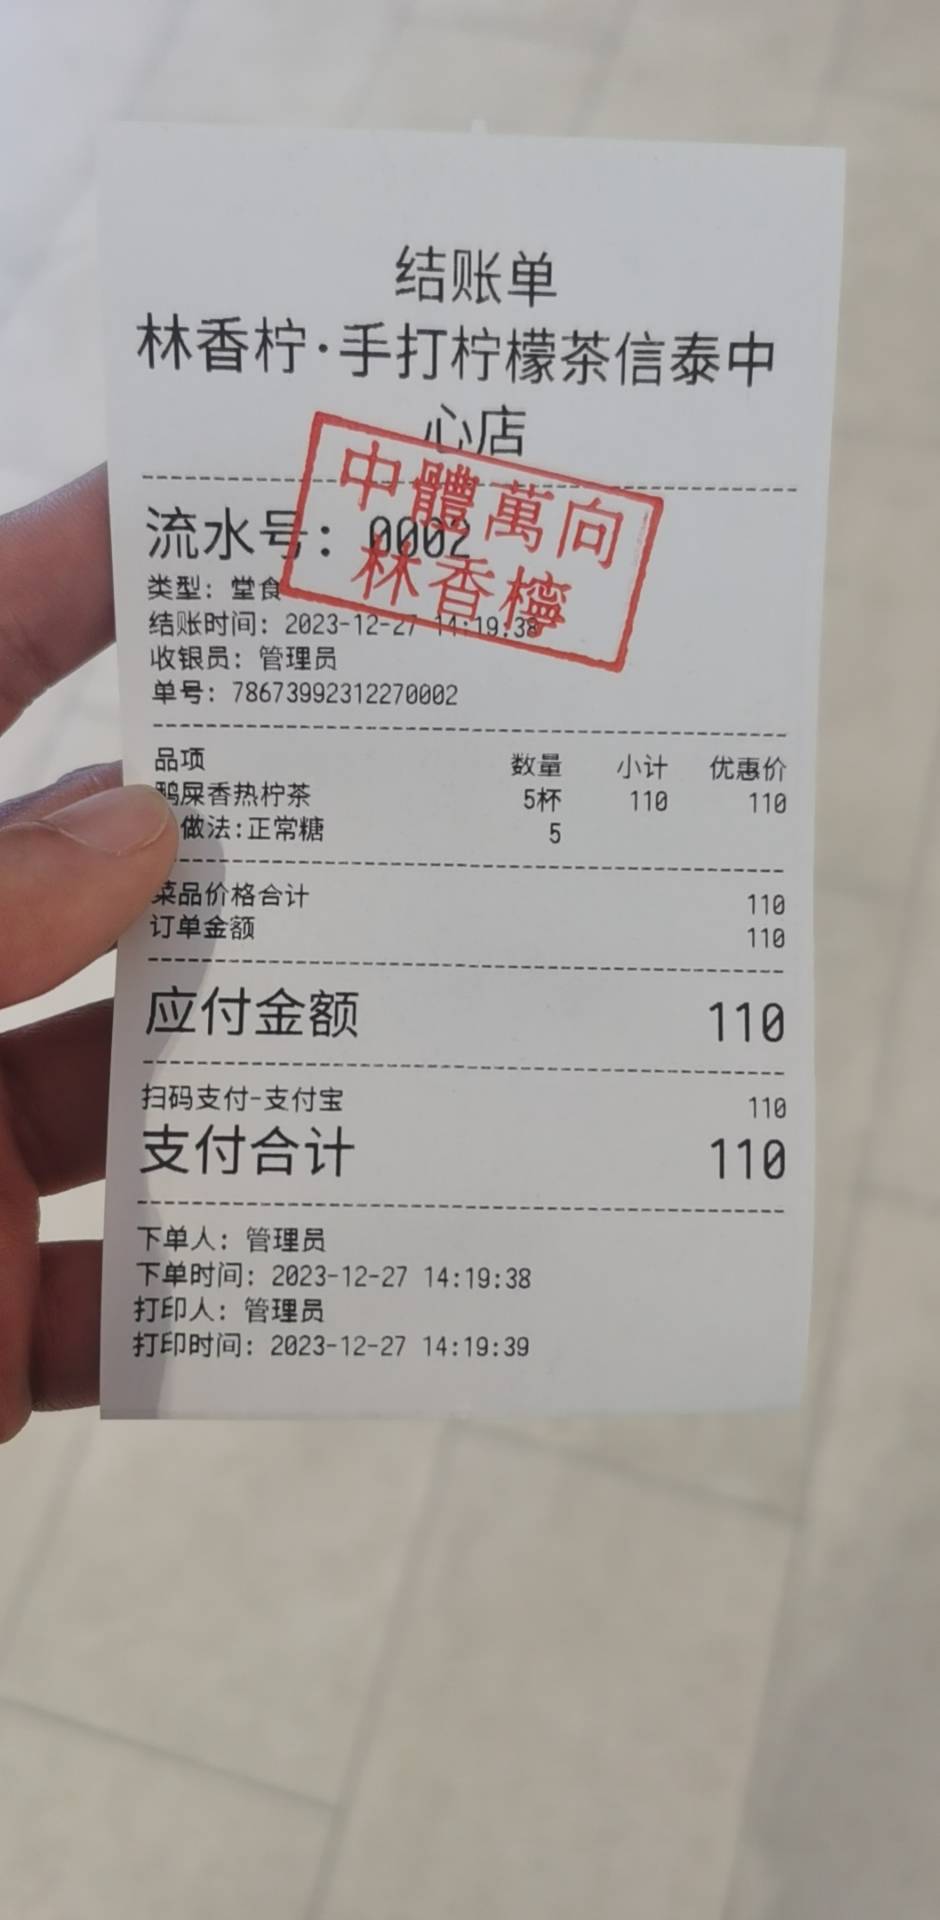 结账单
林香柠·手打柠檬茶信泰中
心店
中體萬向
林香檸
流水号: 0002
类型: 堂食
结账时间: 2023-12-27 14:19:38
收银员: 管理员
单号: 78673992312270002
品项 数量 小计 优惠价
鸭屎香热柠茶 5杯 110 110
做法:正常糖 5
菜品价格合计 110
订单金额 110
应付金额 110
扫码支付-支付宝 110
支付合计 110
下单人: 管理员
下单时间: 2023-12-27 14:19:38
打印人: 管理员
打印时间: 2023-12-27 14:19:39